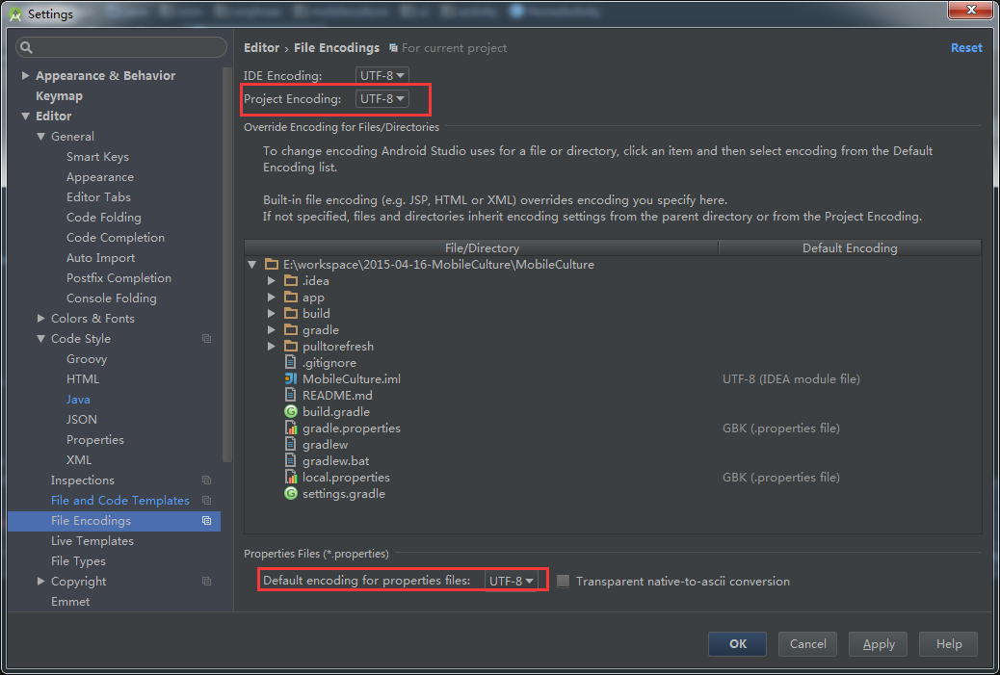 Settings
Editor › File Encodings For current project Reset
Appearance & Behavior
Keymap
Editor
General
Smart Keys
Appearance
Editor Tabs
Code Folding
Code Completion
Auto Import
Postfix Completion
Console Folding
Colors & Fonts
Code Style
Groovy
HTML
Java
JSON
Properties
XML
Inspections
File and Code Templates
File Encodings
Live Templates
File Types
Copyright
Emmet
IDE Encoding: UTF-8
Project Encoding: UTF-8
Override Encoding for Files/Directories
To change encoding Android Studio uses for a file or directory, click an item and then select encoding from the Default
Encoding list.
Built-in file encoding (e.g. JSP, HTML or XML) overrides encoding you specify here.
If not specified, files and directories inherit encoding settings from the parent directory or from the Project Encoding.
File/Directory Default Encoding
E:\workspace\2015-04-16-MobileCulture\MobileCulture
.idea
app
build
gradle
pulltorefresh
.gitignore
MobileCulture.iml UTF-8 (IDEA module file)
README.md
build.gradle
gradle.properties GBK (.properties file)
gradlew
gradlew.bat
local.properties GBK (.properties file)
settings.gradle
Properties Files (*.properties)
Default encoding for properties files: UTF-8 Transparent native-to-ascii conversion
OK Cancel Apply Help